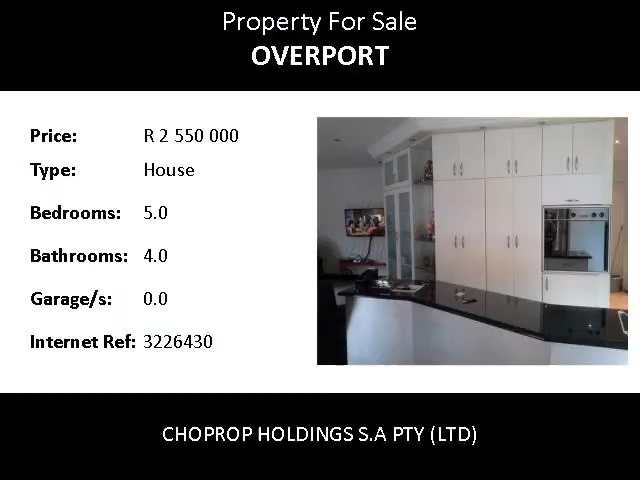 Property For Sale
OVERPORT
Price: R 2 550 000
Type: House
Bedrooms: 5.0
Bathrooms: 4.0
Garage/s: 0.0
Internet Ref: 3226430
CHOPROP HOLDINGS S.A PTY (LTD)